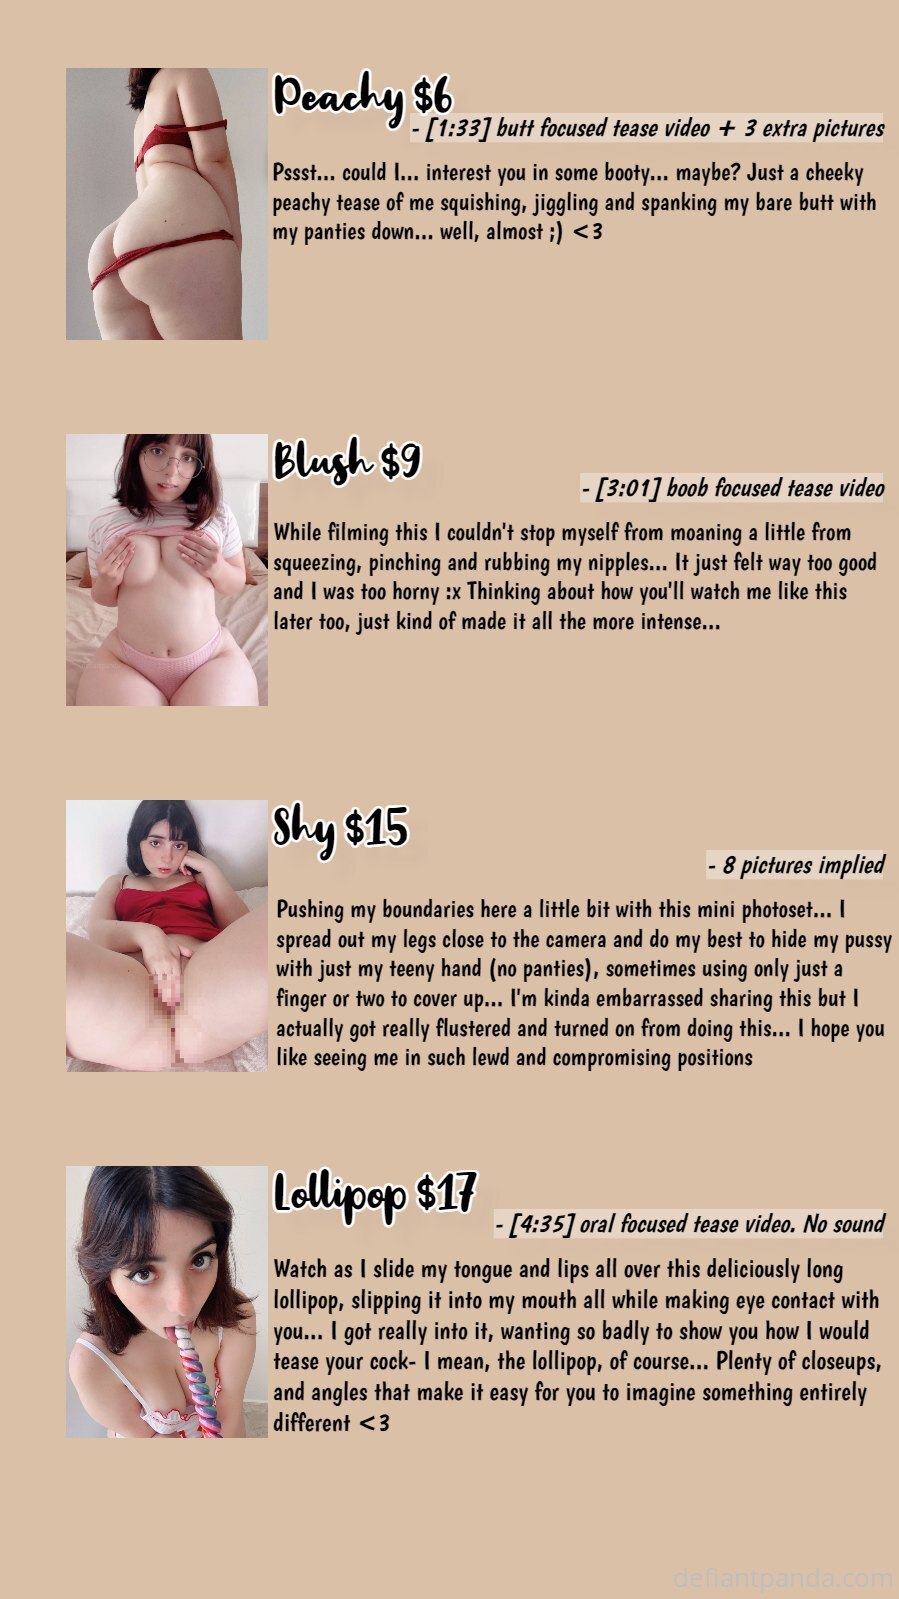 Peachy $6
- [1:33] butt focused tease video + 3 extra pictures
Pssst... could I... interest you in some booty... maybe? Just a cheeky
peachy tease of me squishing, jiggling and spanking my bare butt with
my panties down... well, almost ;) <3
Blush $9
- [3:01] boob focused tease video
While filming this I couldn't stop myself from moaning a little from
squeezing, pinching and rubbing my nipples... It just felt way too good
and I was too horny :x Thinking about how you'll watch me like this
later too, just kind of made it all the more intense...
Shy $15
- 8 pictures implied
Pushing my boundaries here a little bit with this mini photoset... I
spread out my legs close to the camera and do my best to hide my pussy
with just my teeny hand (no panties), sometimes using only just a
finger or two to cover up... I'm kinda embarrassed sharing this but I
actually got really flustered and turned on from doing this... I hope you
like seeing me in such lewd and compromising positions
Lollipop $17
- [4:35] oral focused tease video. No sound
Watch as I slide my tongue and lips all over this deliciously long
lollipop, slipping it into my mouth all while making eye contact with
you... I got really into it, wanting so badly to show you how I would
tease your cock- I mean, the lollipop, of course... Plenty of closeups,
and angles that make it easy for you to imagine something entirely
different <3
defiantpanda.com